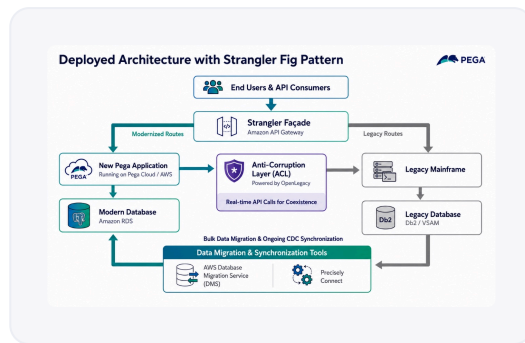 Deployed Architecture with Strangler Fig Pattern
PEGA
End Users & API Consumers
Strangler Façade
Amazon API Gateway
Modernized Routes
Legacy Routes
PEGA
New Pega Application
Running on Pega Cloud / AWS
Anti-Corruption
Layer (ACL)
Powered by OpenLegacy
Real-time API Calls for Coexistence
Legacy Mainframe
Modern Database
Amazon RDS
Db2
Legacy Database
Db2 / VSAM
Bulk Data Migration & Ongoing CDC Synchronization
Data Migration & Synchronization Tools
AWS Database
Migration Service
(DMS)
Precisely
Connect